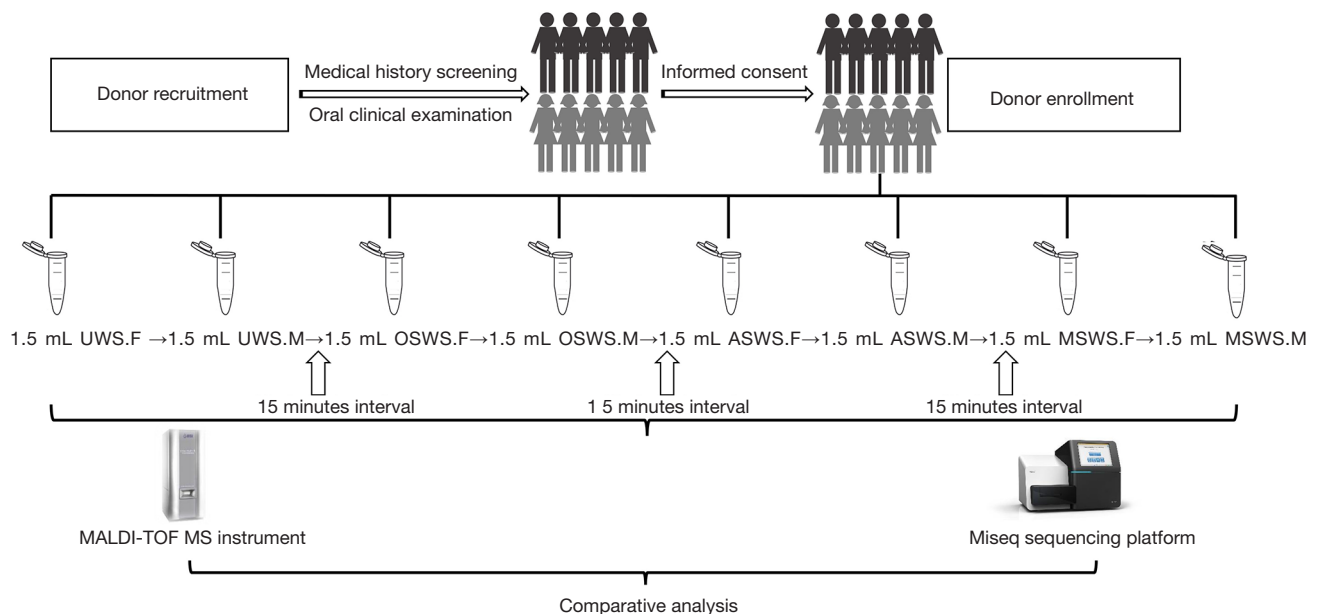 Donor recruitment
Medical history screening
Oral clinical examination
Informed consent
Donor enrollment
1.5 mL UWS.F →1.5 mL UWS.M→1.5 mL OSWS.F→1.5 mL OSWS.M→1.5 mL ASWS.F→1.5 mL ASWS.M→1.5 mL MSWS.F→1.5 mL MSWS.M
15 minutes interval
1 5 minutes interval
15 minutes interval
MALDI-TOF MS instrument
Miseq sequencing platform
Comparative analysis